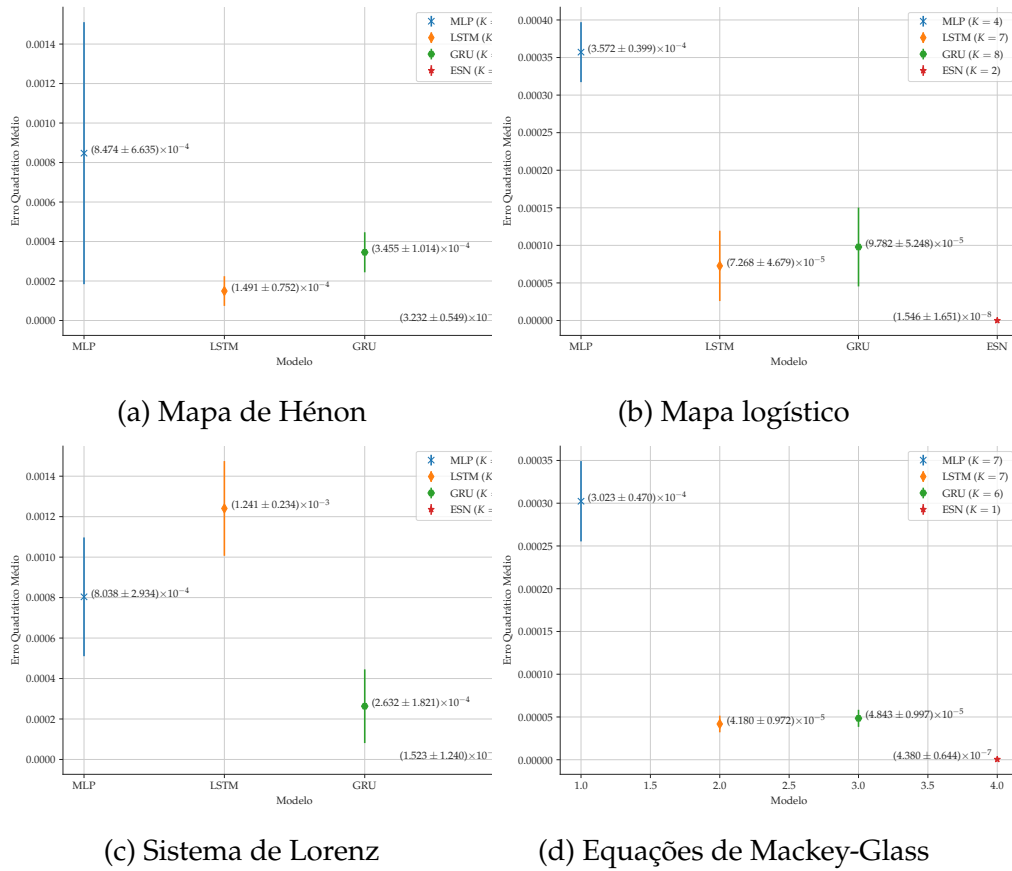 MLP (K =
LSTM (K
GRU (K =
ESN (K =
0.0014
0.0012
0.0010
0.0008
0.0006
0.0004
0.0002
0.0000
Erro Quadrático Médio
(8.474 ± 6.635)×10⁻⁴
(1.491 ± 0.752)×10⁻⁴
(3.455 ± 1.014)×10⁻⁴
(3.232 ± 0.549)×10⁻
MLP LSTM GRU
Modelo
(a) Mapa de Hénon
MLP (K = 4)
LSTM (K = 7)
GRU (K = 8)
ESN (K = 2)
0.00040
0.00035
0.00030
0.00025
0.00020
0.00015
0.00010
0.00005
0.00000
Erro Quadrático Médio
(3.572 ± 0.399)×10⁻⁴
(7.268 ± 4.679)×10⁻⁵
(9.782 ± 5.248)×10⁻⁵
(1.546 ± 1.651)×10⁻⁸
MLP LSTM GRU ESN
Modelo
(b) Mapa logístico
MLP (K =
LSTM (K
GRU (K =
ESN (K =
0.0014
0.0012
0.0010
0.0008
0.0006
0.0004
0.0002
0.0000
Erro Quadrático Médio
(8.038 ± 2.934)×10⁻⁴
(1.241 ± 0.234)×10⁻³
(2.632 ± 1.821)×10⁻⁴
(1.523 ± 1.240)×10⁻
MLP LSTM GRU
Modelo
(c) Sistema de Lorenz
MLP (K = 7)
LSTM (K = 7)
GRU (K = 6)
ESN (K = 1)
0.00035
0.00030
0.00025
0.00020
0.00015
0.00010
0.00005
0.00000
Erro Quadrático Médio
(3.023 ± 0.470)×10⁻⁴
(4.180 ± 0.972)×10⁻⁵
(4.843 ± 0.997)×10⁻⁵
(4.380 ± 0.644)×10⁻⁷
1.0 1.5 2.0 2.5 3.0 3.5 4.0
Modelo
(d) Equações de Mackey-Glass